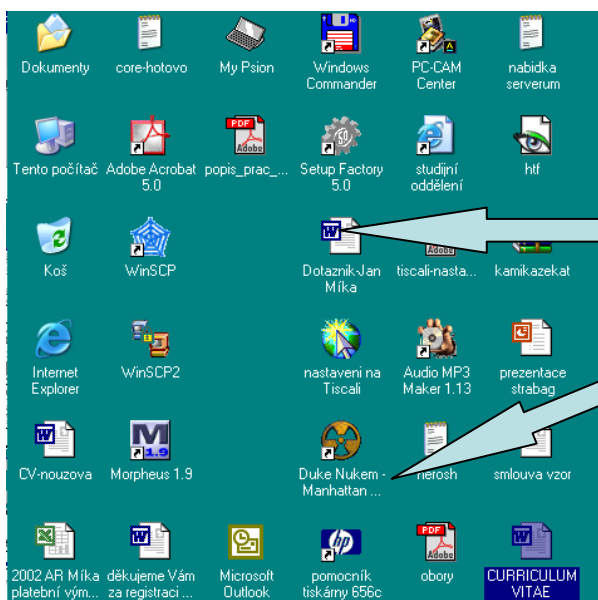 Dokumenty
core-hotovo
My Psion
Windows
Commander
PC-CAM
Center
nabidka
serverum
Tento počítač
Adobe Acrobat
5.0
popis_prac_...
Setup Factory
5.0
studijní
oddělení
htf
Koš
WinSCP
Dotaznik-Jan
Míka
tiscali-nasta...
kamikazekat
Internet
Explorer
WinSCP2
nastaveni na
Tiscali
Audio MP3
Maker 1.13
prezentace
strabag
CV-nouzova
Morpheus 1.9
Duke Nukem -
Manhattan ...
nerosh
smlouva vzor
2002 AR Míka
platební vým...
děkujeme Vám
za registraci ...
Microsoft
Outlook
pomocník
tiskárny 656c
obory
CURRICULUM
VITAE